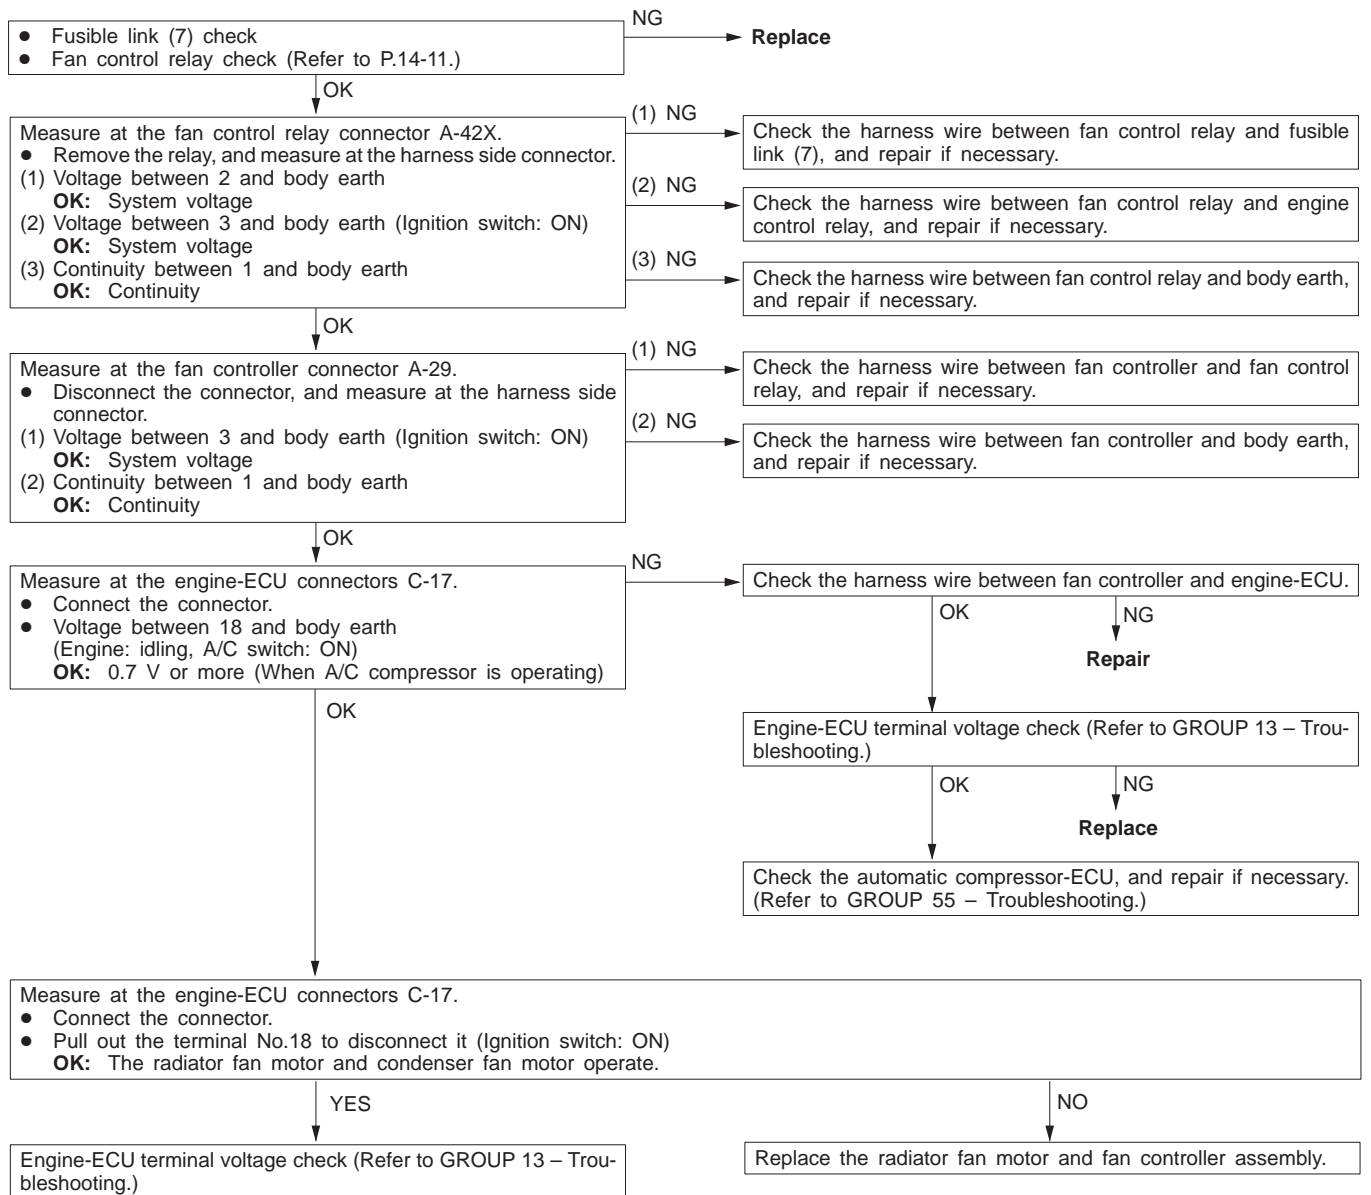 ● Fusible link (7) check
● Fan control relay check (Refer to P.14-11.)
NG
Replace
OK
Measure at the fan control relay connector A-42X.
● Remove the relay, and measure at the harness side connector.
(1) Voltage between 2 and body earth
OK: System voltage
(2) Voltage between 3 and body earth (Ignition switch: ON)
OK: System voltage
(3) Continuity between 1 and body earth
OK: Continuity
(1) NG
Check the harness wire between fan control relay and fusible
link (7), and repair if necessary.
(2) NG
Check the harness wire between fan control relay and engine
control relay, and repair if necessary.
(3) NG
Check the harness wire between fan control relay and body earth,
and repair if necessary.
OK
Measure at the fan controller connector A-29.
● Disconnect the connector, and measure at the harness side
connector.
(1) Voltage between 3 and body earth (Ignition switch: ON)
OK: System voltage
(2) Continuity between 1 and body earth
OK: Continuity
(1) NG
Check the harness wire between fan controller and fan control
relay, and repair if necessary.
(2) NG
Check the harness wire between fan controller and body earth,
and repair if necessary.
OK
Measure at the engine-ECU connectors C-17.
● Connect the connector.
● Voltage between 18 and body earth
(Engine: idling, A/C switch: ON)
OK: 0.7 V or more (When A/C compressor is operating)
NG
Check the harness wire between fan controller and engine-ECU.
OK
NG
Repair
Engine-ECU terminal voltage check (Refer to GROUP 13 – Trou-
bleshooting.)
OK
NG
Replace
Check the automatic compressor-ECU, and repair if necessary.
(Refer to GROUP 55 – Troubleshooting.)
OK
Measure at the engine-ECU connectors C-17.
● Connect the connector.
● Pull out the terminal No.18 to disconnect it (Ignition switch: ON)
OK: The radiator fan motor and condenser fan motor operate.
YES
Engine-ECU terminal voltage check (Refer to GROUP 13 – Trou-
bleshooting.)
NO
Replace the radiator fan motor and fan controller assembly.